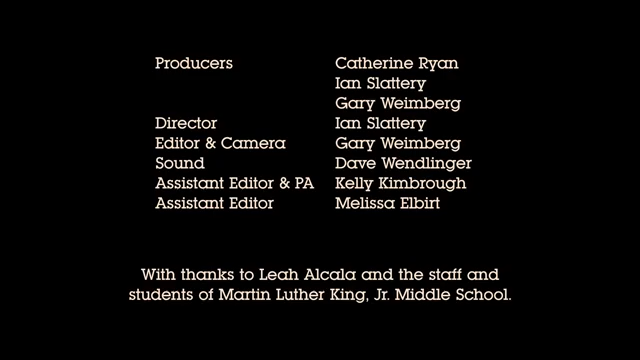 Producers Catherine Ryan
Ian Slattery
Gary Weimberg
Director Ian Slattery
Editor & Camera Gary Weimberg
Sound Dave Wendlinger
Assistant Editor & PA Kelly Kimbrough
Assistant Editor Melissa Elbirt
With thanks to Leah Alcala and the staff and
students of Martin Luther King, Jr. Middle School.